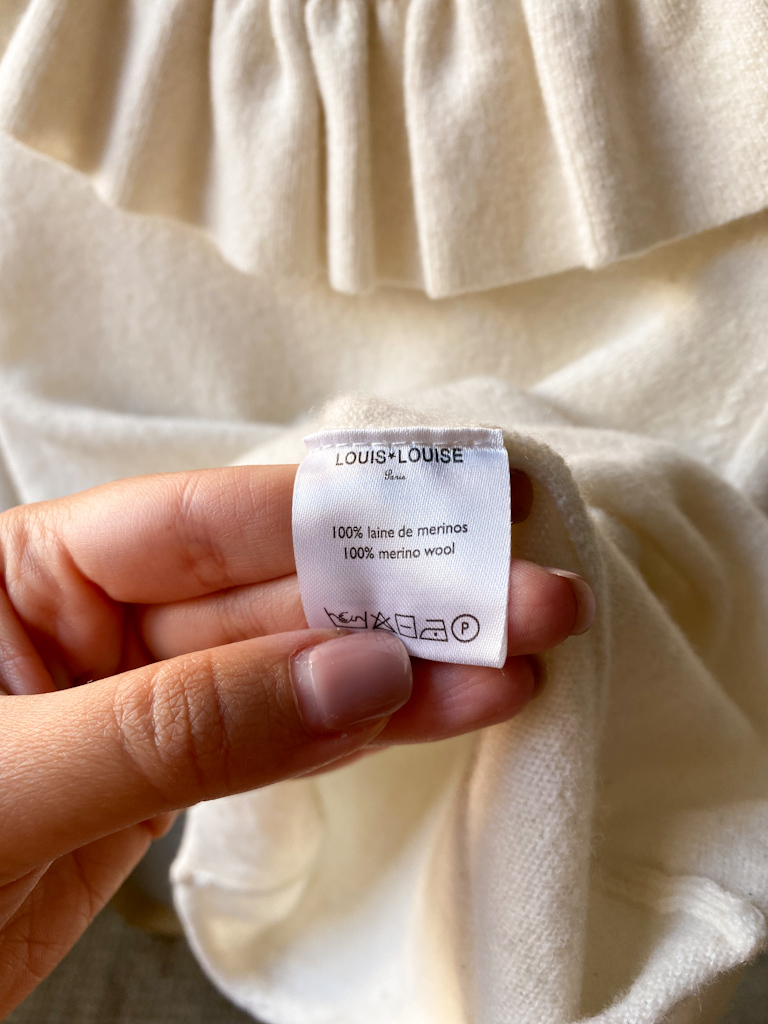 LOUIS★LOUISE
Paris
100% laine de merinos
100% merino wool
P